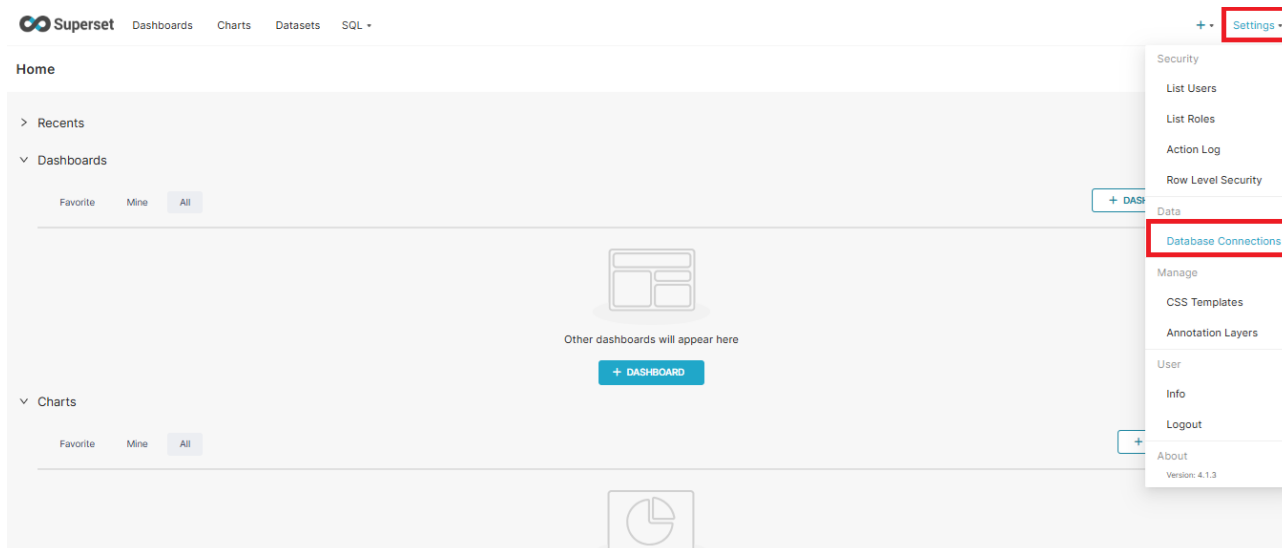 Superset Dashboards Charts Datasets SQL
+ Settings
Home
Recents
Dashboards
Favorite Mine All
+ DASH
Other dashboards will appear here
+ DASHBOARD
Charts
Favorite Mine All
+
Security
List Users
List Roles
Action Log
Row Level Security
Data
Database Connections
Manage
CSS Templates
Annotation Layers
User
Info
Logout
About
Version: 4.1.3